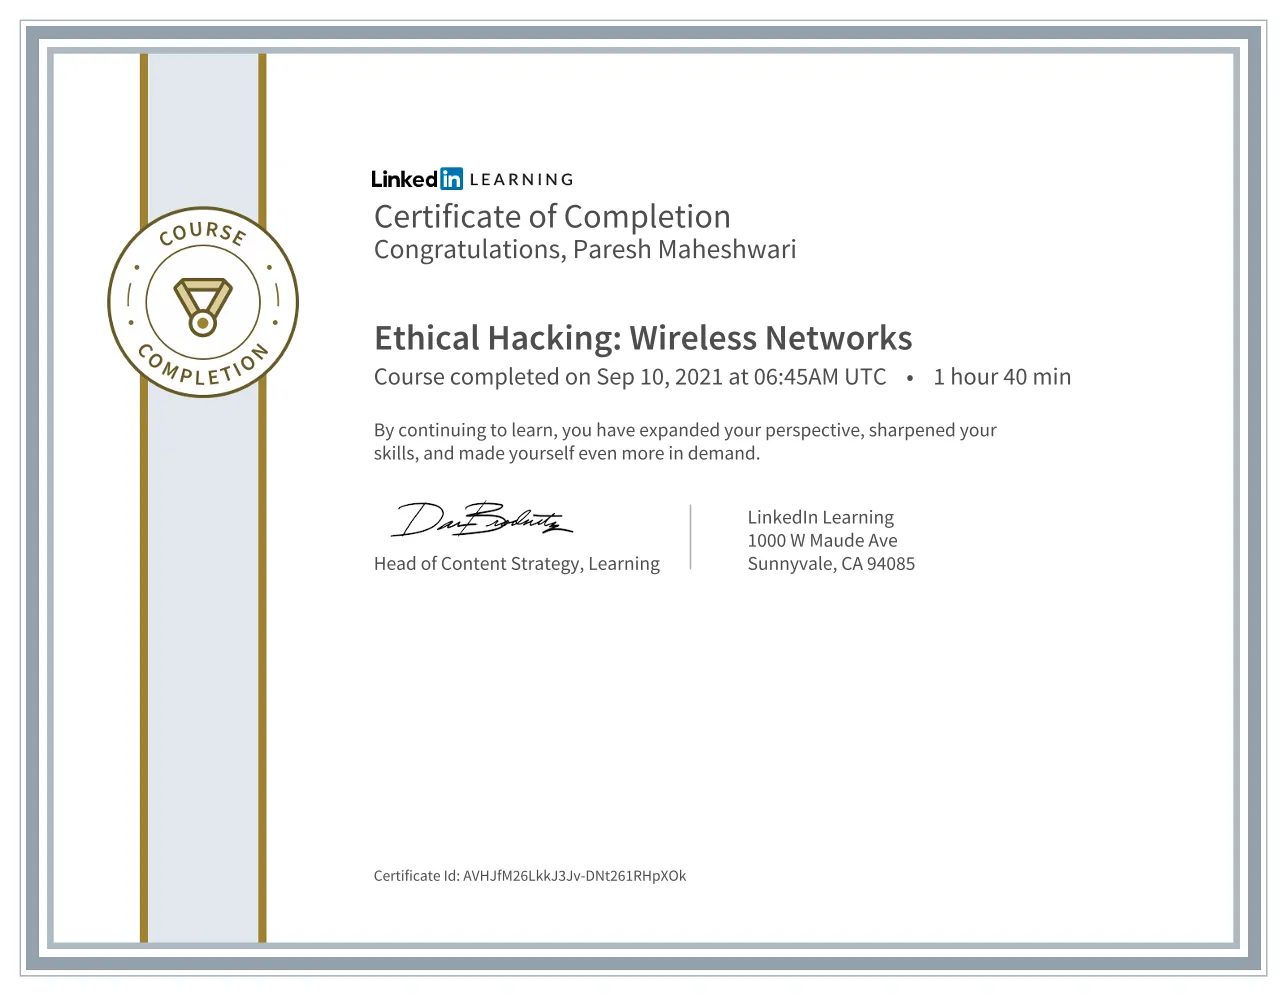 COURSE
COMPLETION
Linked in LEARNING
Certificate of Completion
Congratulations, Paresh Maheshwari
Ethical Hacking: Wireless Networks
Course completed on Sep 10, 2021 at 06:45AM UTC • 1 hour 40 min
By continuing to learn, you have expanded your perspective, sharpened your
skills, and made yourself even more in demand.
Head of Content Strategy, Learning
LinkedIn Learning
1000 W Maude Ave
Sunnyvale, CA 94085
Certificate Id: AVHJfM26LkkJ3Jv-DNt261RHpXOk